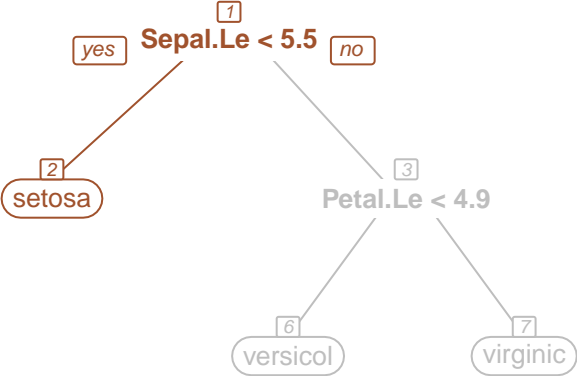 1
yes Sepal.Le < 5.5 no
2 3
setosa Petal.Le < 4.9
6 7
versicol virginic